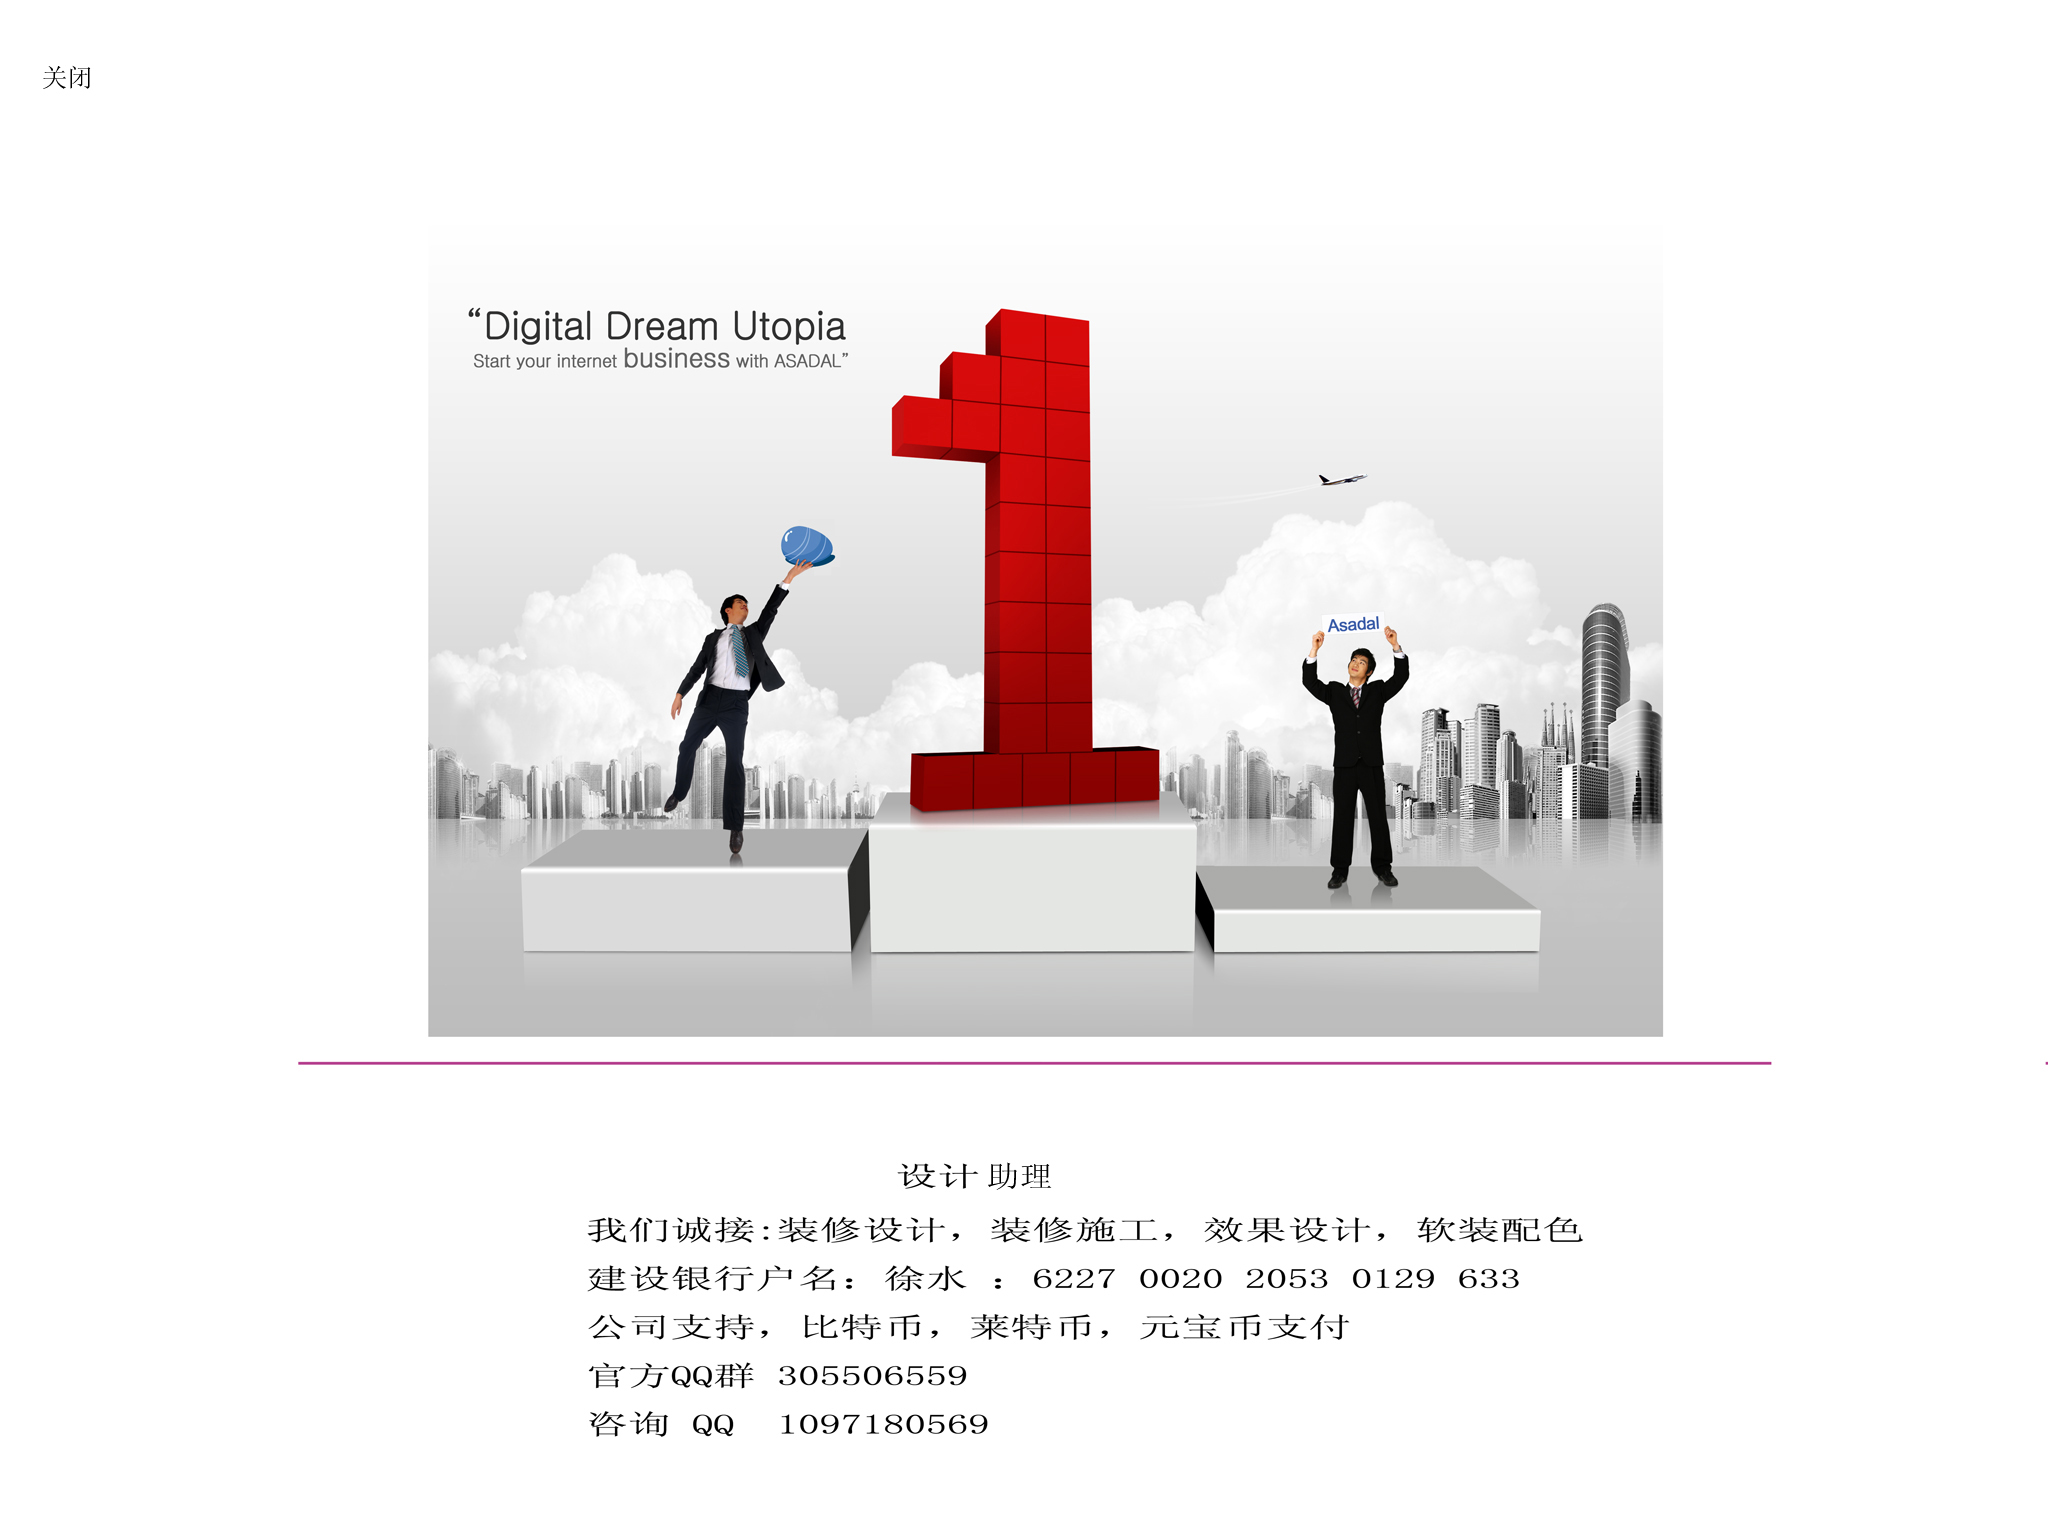 关闭
“Digital Dream Utopia
Start your internet business with ASADAL”
Asadal
设计 助理
我们诚接:装修设计，装修施工，效果设计，软装配色
建设银行户名：徐水 ：6227 0020 2053 0129 633
公司支持，比特币，莱特币，元宝币支付
官方QQ群 305506559
咨询 QQ 1097180569